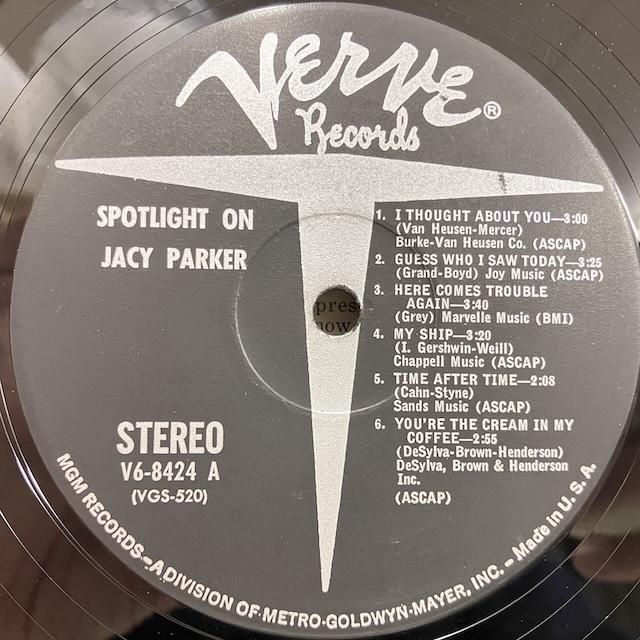 VERVE®
Records
SPOTLIGHT ON
JACY PARKER
1. I THOUGHT ABOUT YOU—3:00
(Van Heusen-Mercer)
Burke-Van Heusen Co. (ASCAP)
2. GUESS WHO I SAW TODAY—3:25
(Grand-Boyd) Joy Music (ASCAP)
3. HERE COMES TROUBLE
AGAIN—3:40
(Grey) Marvelle Music (BMI)
4. MY SHIP—3:20
(I. Gershwin-Weill)
Chappell Music (ASCAP)
5. TIME AFTER TIME—2:08
(Cahn-Styne)
Sands Music (ASCAP)
6. YOU'RE THE CREAM IN MY
COFFEE—2:55
(DeSylva-Brown-Henderson)
DeSylva, Brown & Henderson
Inc.
(ASCAP)
STEREO
V6-8424 A
(VGS-520)
MGM RECORDS—A DIVISION OF METRO-GOLDWYN-MAYER, INC. – Made in U. S. A.
pres
now